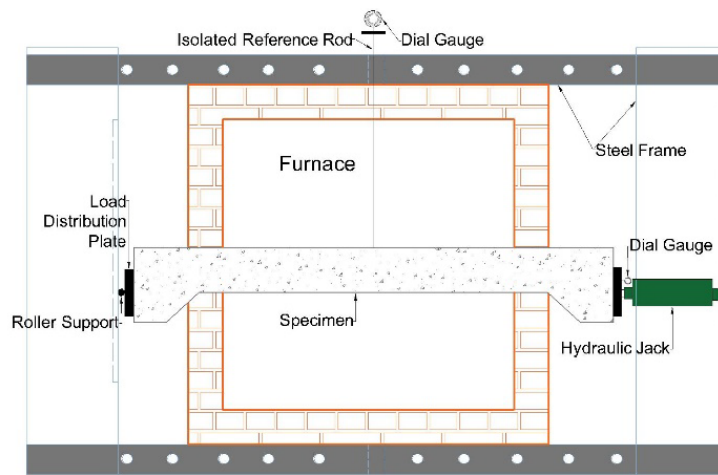 Isolated Reference Rod
Dial Gauge
Steel Frame
Furnace
Load
Distribution
Plate
Dial Gauge
Roller Support
Specimen
Hydraulic Jack